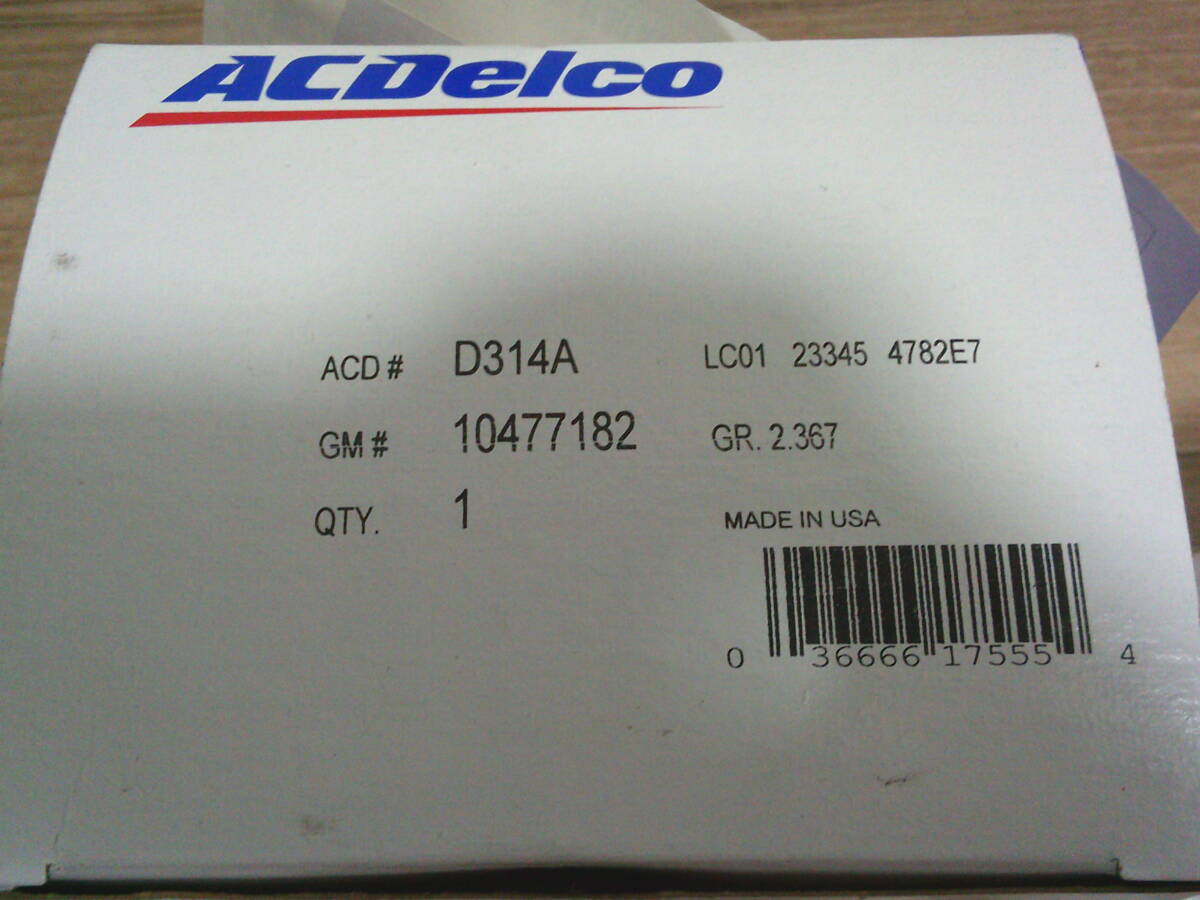 ACDelco
ACD # D314A LC01 23345 4782E7
GM # 10477182 GR. 2.367
QTY. 1
MADE IN USA
0 36666 17555 4